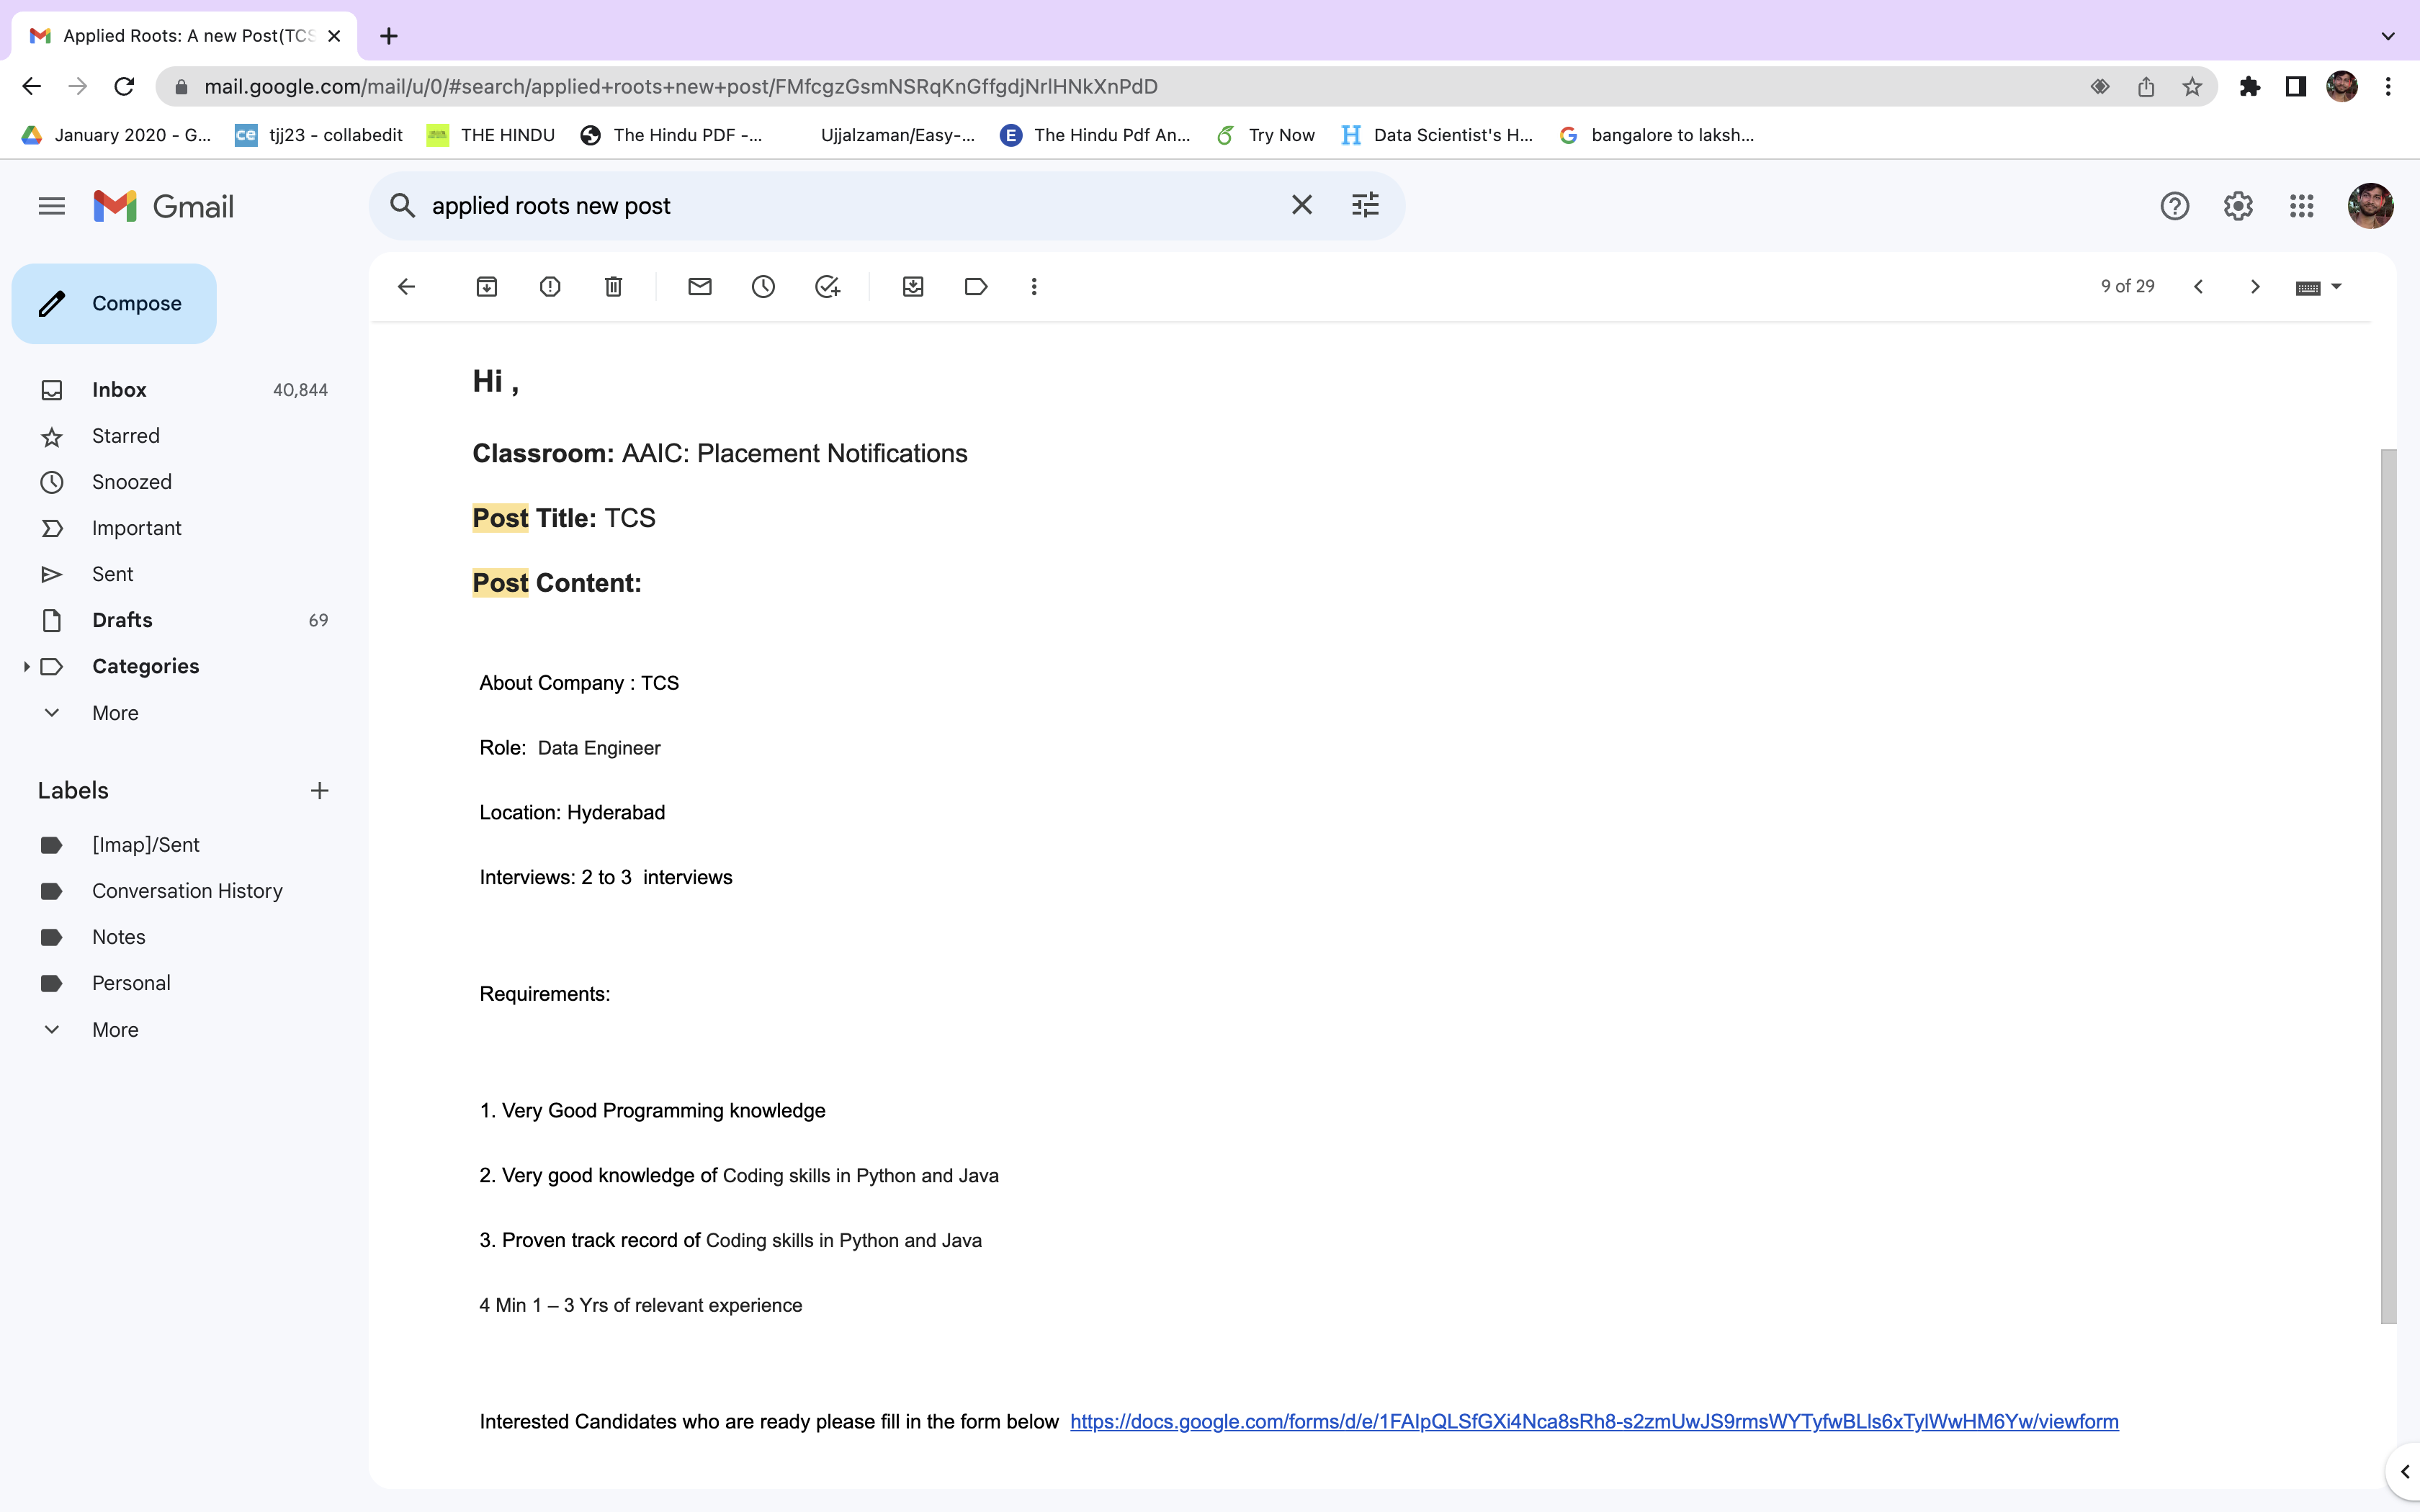 Applied Roots: A new Post(TCS
mail.google.com/mail/u/0/#search/applied+roots+new+post/FMfcgzGsmNSRqKnGffgdjNrlHNkXnPdD
January 2020 - G...
ce tjj23 - collabedit
THE HINDU
The Hindu PDF -...
Ujjalzaman/Easy-...
E The Hindu Pdf An...
Try Now
H Data Scientist's H...
G bangalore to laksh...
Gmail
applied roots new post
Compose
9 of 29
Inbox 40,844
Starred
Snoozed
Important
Sent
Drafts 69
Categories
More
Labels
[Imap]/Sent
Conversation History
Notes
Personal
More
Hi ,
Classroom: AAIC: Placement Notifications
Post Title: TCS
Post Content:
About Company : TCS
Role: Data Engineer
Location: Hyderabad
Interviews: 2 to 3 interviews
Requirements:
1. Very Good Programming knowledge
2. Very good knowledge of Coding skills in Python and Java
3. Proven track record of Coding skills in Python and Java
4 Min 1 – 3 Yrs of relevant experience
Interested Candidates who are ready please fill in the form below https://docs.google.com/forms/d/e/1FAIpQLSfGXi4Nca8sRh8-s2zmUwJS9rmsWYTyfwBLls6xTylWwHM6Yw/viewform